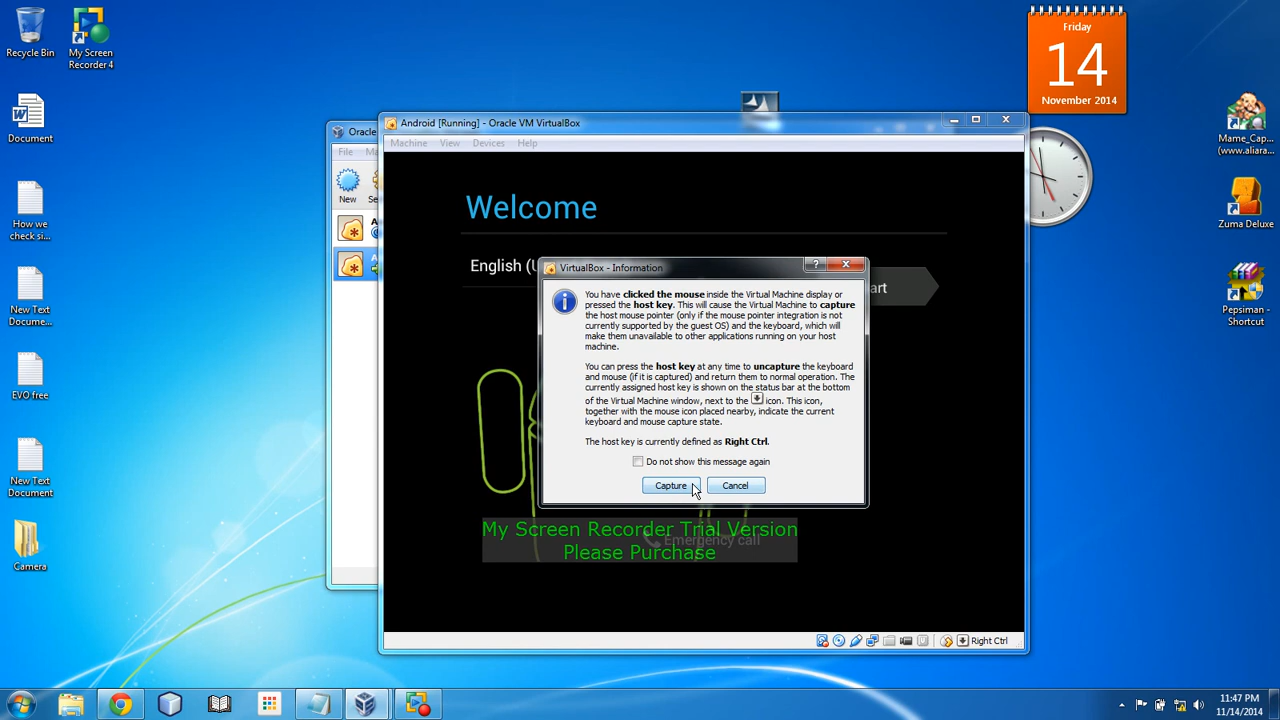 Recycle Bin
My Screen
Recorder 4
Document
How we
check si...
New Text
Docume...
EVO free
New Text
Document
Camera
Friday
14
November 2014
Mame_Cap...
(www.aliara...
Zuma Deluxe
Pepsiman -
Shortcut
Oracle
File
Ma
New
Se
Android [Running] - Oracle VM VirtualBox
Machine View Devices Help
Welcome
English (U
art
VirtualBox - Information
You have clicked the mouse inside the Virtual Machine display or
pressed the host key. This will cause the Virtual Machine to capture
the host mouse pointer (only if the mouse pointer integration is not
currently supported by the guest OS) and the keyboard, which will
make them unavailable to other applications running on your host
machine.
You can press the host key at any time to uncapture the keyboard
and mouse (if it is captured) and return them to normal operation. The
currently assigned host key is shown on the status bar at the bottom
of the Virtual Machine window, next to the icon. This icon,
together with the mouse icon placed nearby, indicate the current
keyboard and mouse capture state.
The host key is currently defined as Right Ctrl.
Do not show this message again
Capture Cancel
My Screen Recorder Trial Version
Emergency call
Please Purchase
Right Ctrl
11:47 PM
11/14/2014